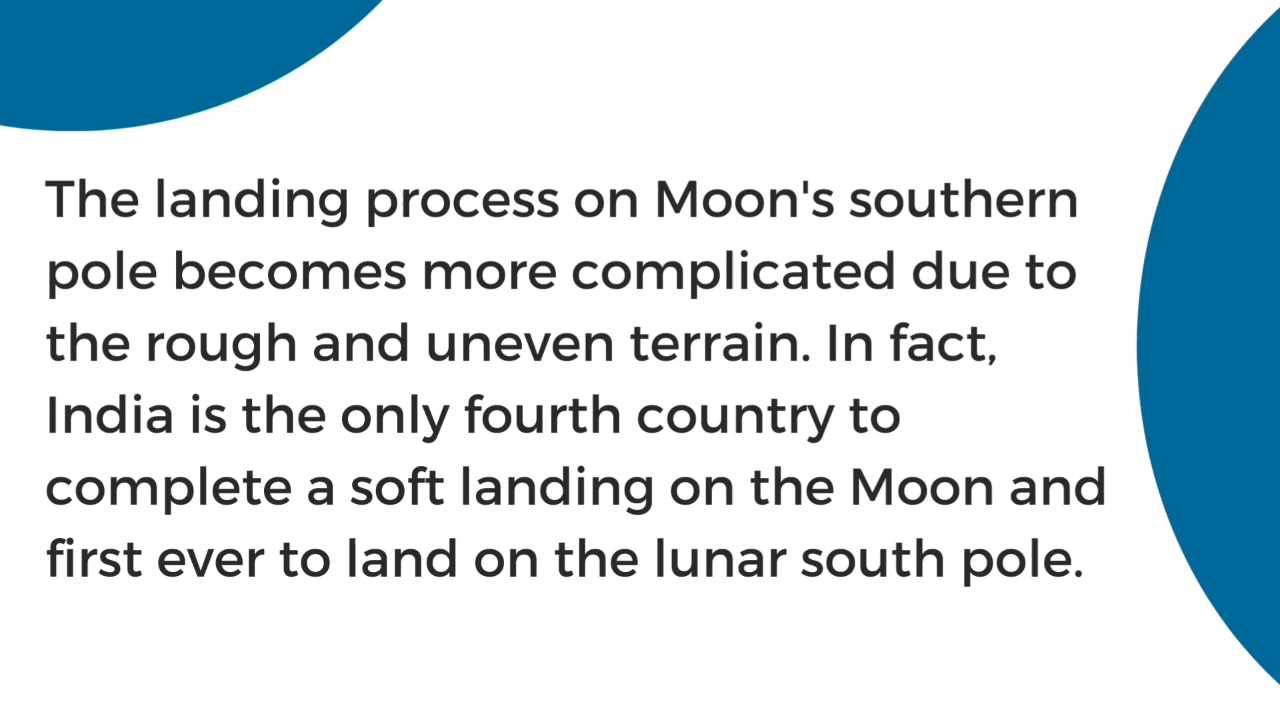 The landing process on Moon's southern
pole becomes more complicated due to
the rough and uneven terrain. In fact,
India is the only fourth country to
complete a soft landing on the Moon and
first ever to land on the lunar south pole.